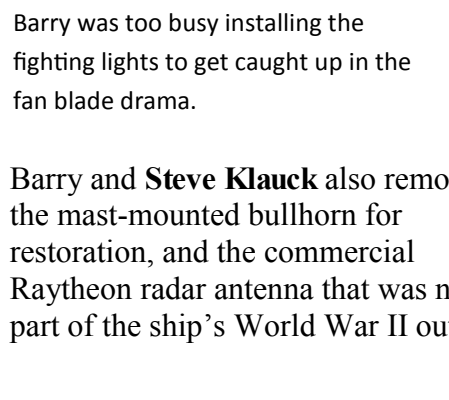 Barry was too busy installing the
fighting lights to get caught up in the
fan blade drama.
Barry and Steve Klauck also remo
the mast-mounted bullhorn for
restoration, and the commercial
Raytheon radar antenna that was n
part of the ship’s World War II ou